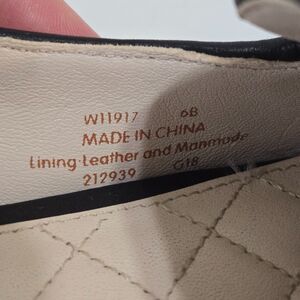 W11917 6B
MADE IN CHINA
Lining-Leather and Manmade
212939 G18